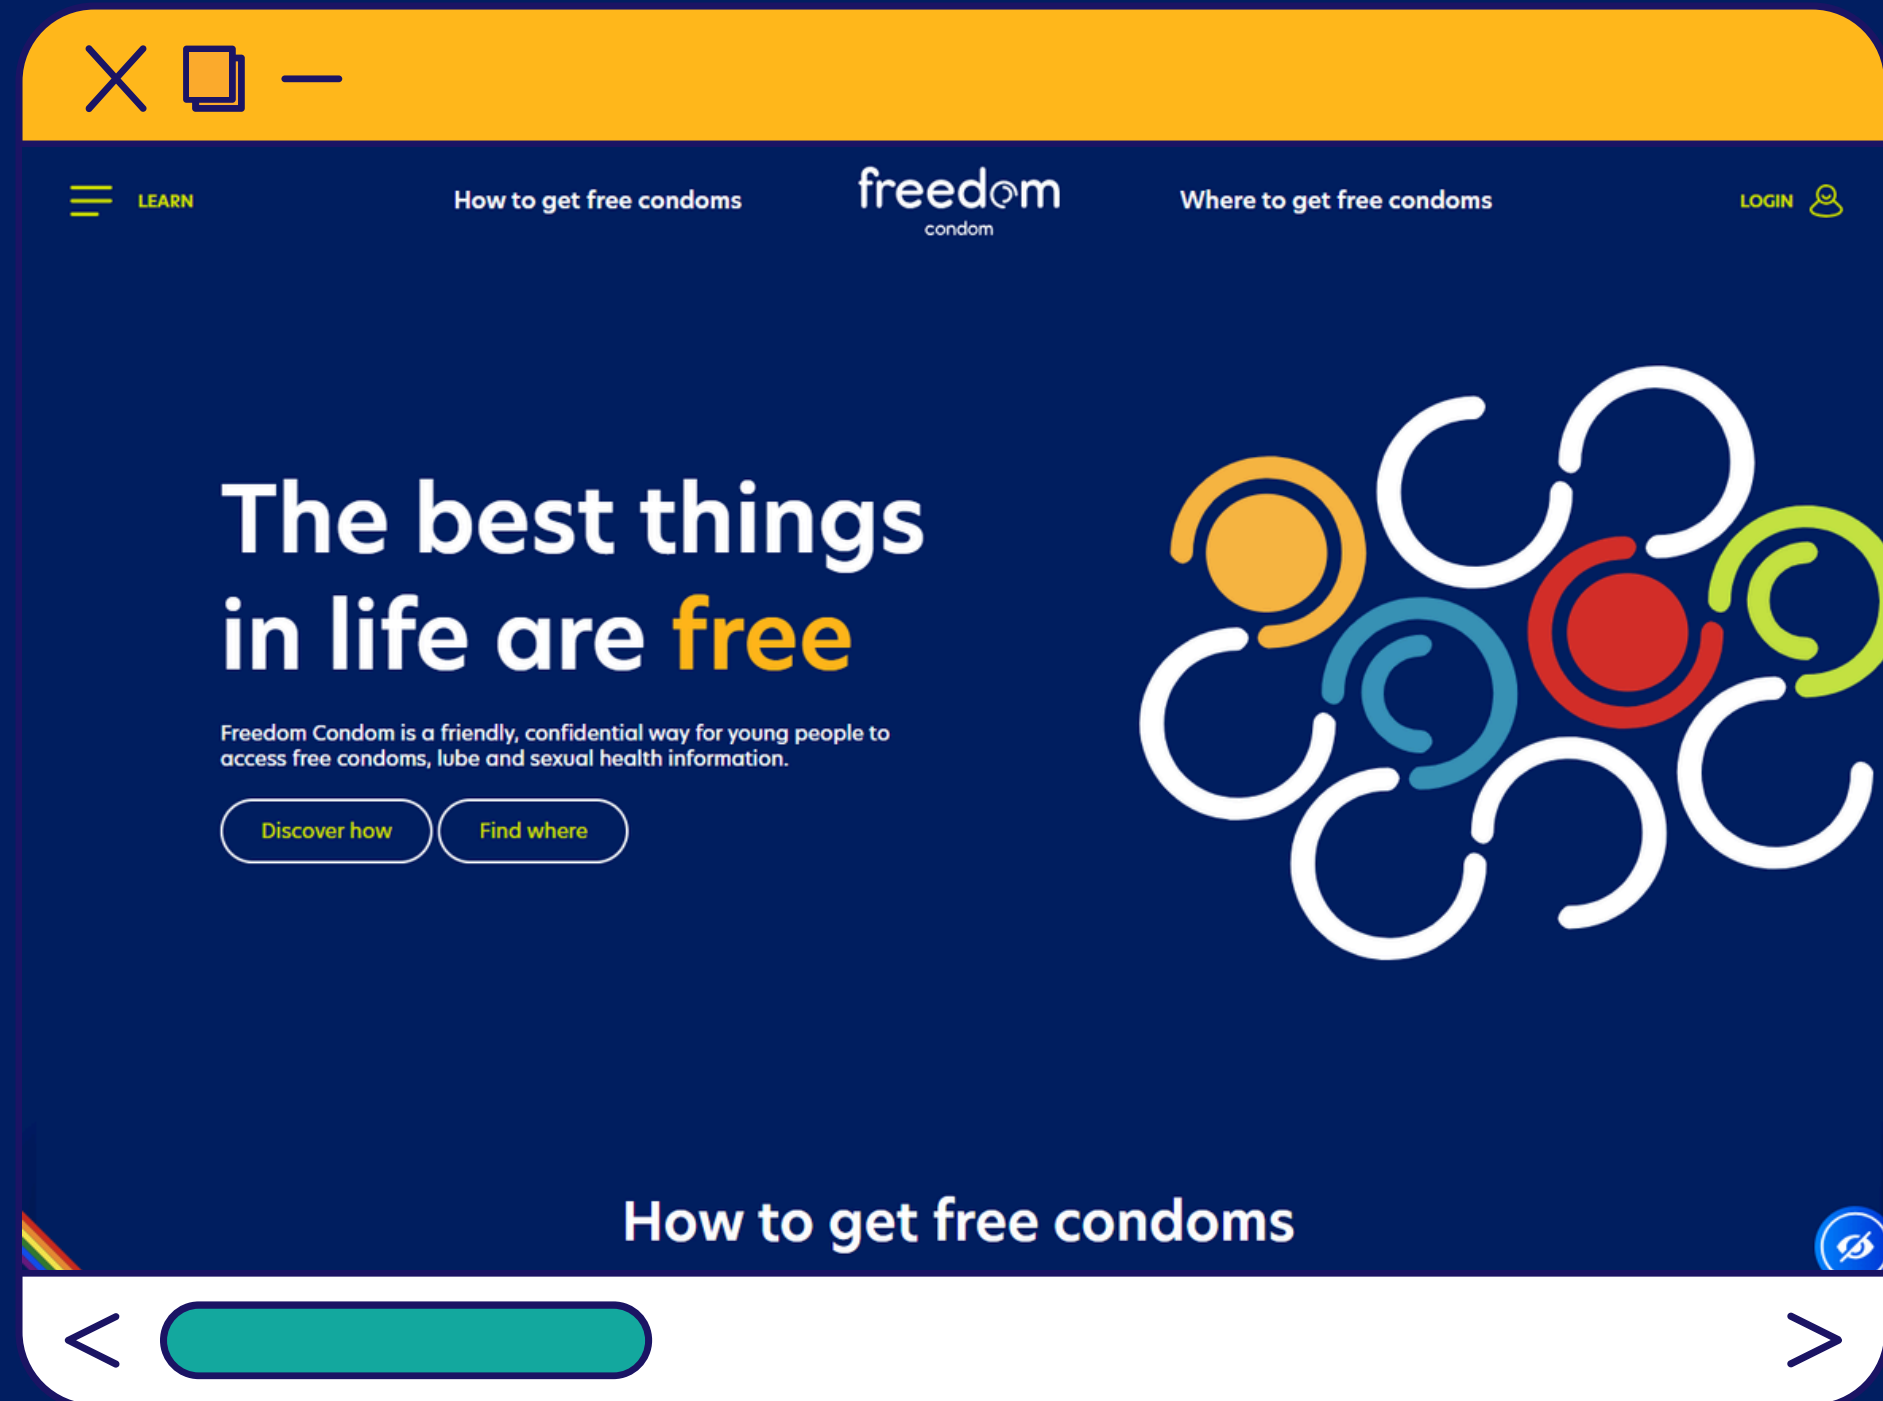 LEARN
How to get free condoms
freedom
condom
Where to get free condoms
LOGIN
The best things
in life are free
Freedom Condom is a friendly, confidential way for young people to
access free condoms, lube and sexual health information.
Discover how
Find where
How to get free condoms